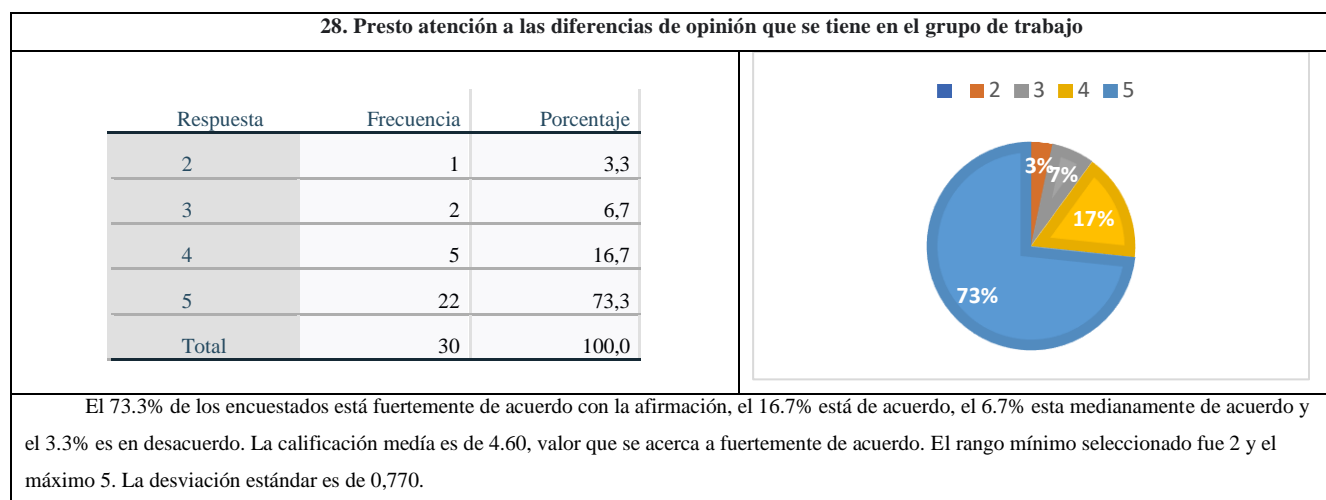 28. Presto atención a las diferencias de opinión que se tiene en el grupo de trabajo
Respuesta Frecuencia Porcentaje
2 1 3,3
3 2 6,7
4 5 16,7
5 22 73,3
Total 30 100,0
2 3 4 5
3% 7%
17%
73%
El 73.3% de los encuestados está fuertemente de acuerdo con la afirmación, el 16.7% está de acuerdo, el 6.7% esta medianamente de acuerdo y
el 3.3% es en desacuerdo. La calificación medía es de 4.60, valor que se acerca a fuertemente de acuerdo. El rango mínimo seleccionado fue 2 y el
máximo 5. La desviación estándar es de 0,770.